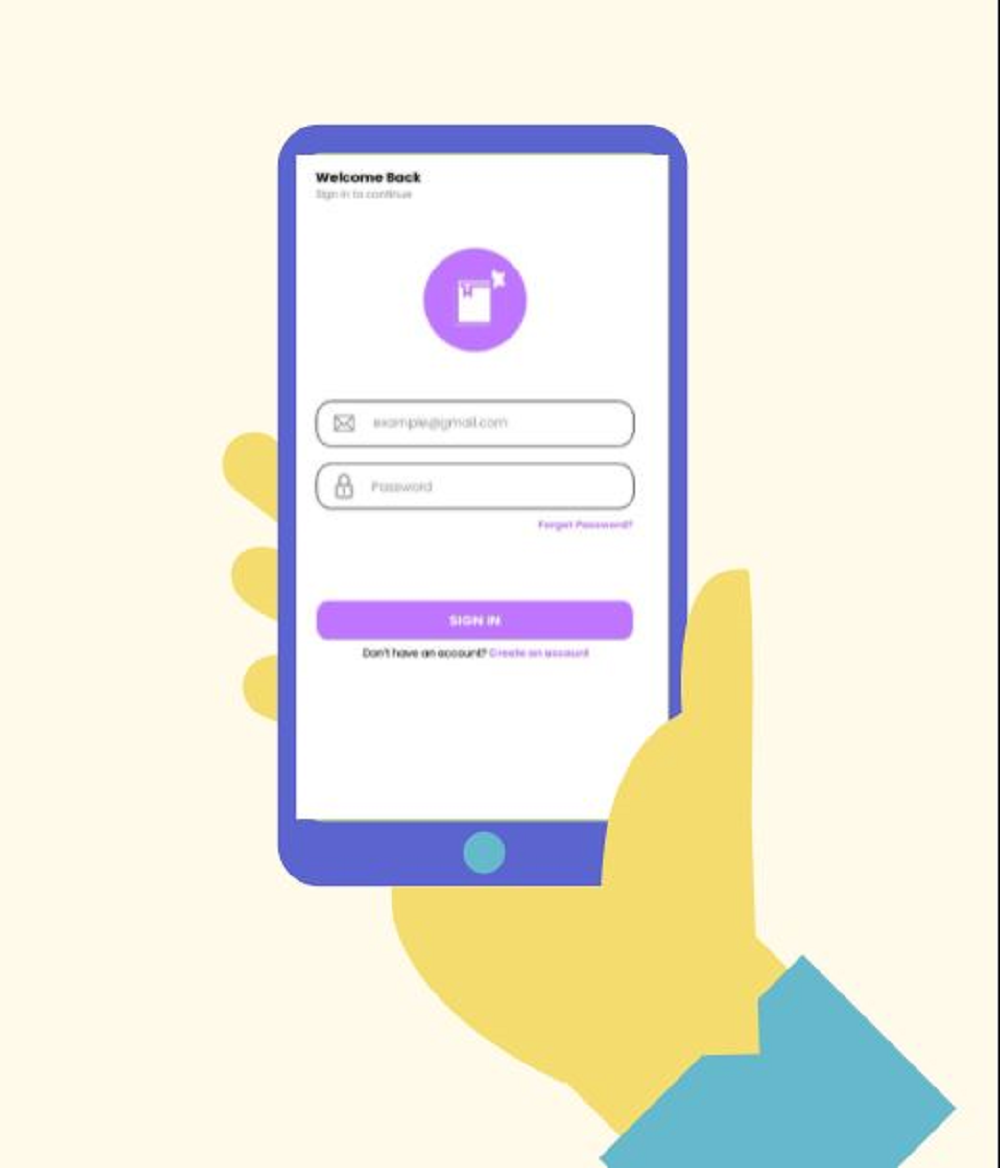 Welcome Back
Sign in to continue
example@gmail.com
Password
Forgot Password?
SIGN IN
Don't have an account? Create an account